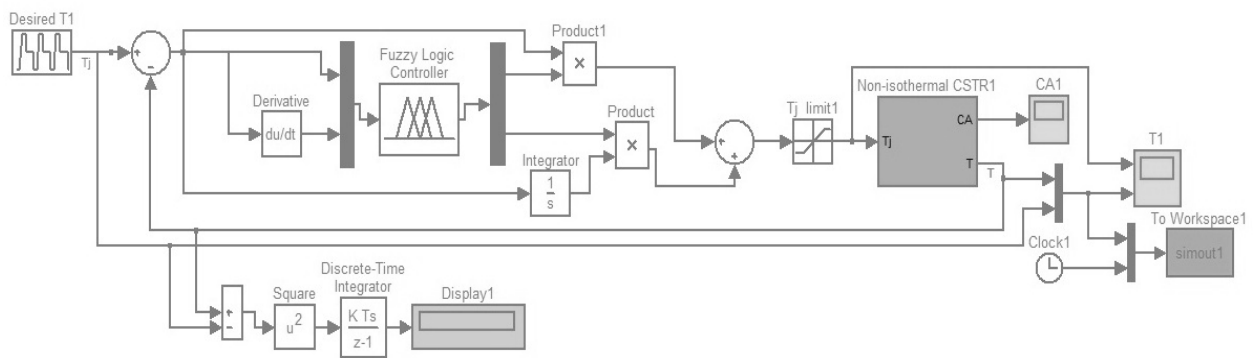 Desired T1
Tj
Derivative
du/dt
Fuzzy Logic
Controller
Product1
×
Product
×
Integrator
1
s
Tj limit1
Non-isothermal CSTR1
Tj
CA
T
T
CA1
T1
Clock1
To Workspace1
simout1
Square
u2
Discrete-Time
Integrator
K Ts
z-1
Display1